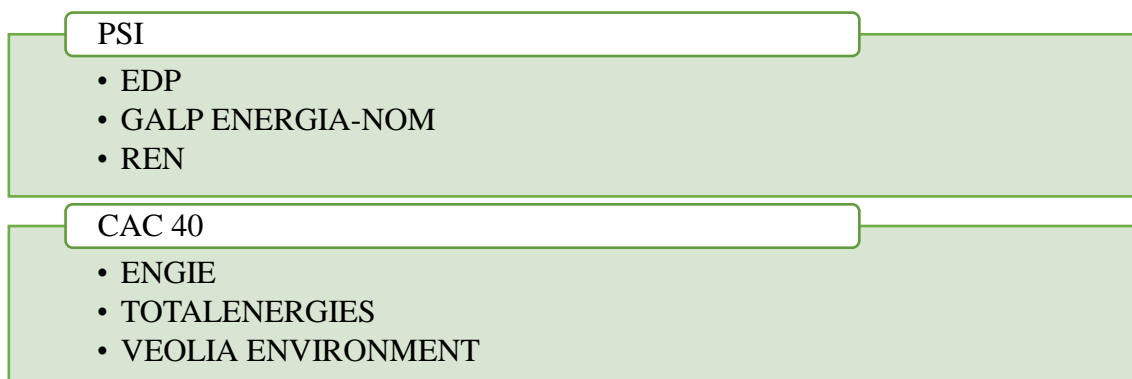 PSI
• EDP
• GALP ENERGIA-NOM
• REN
CAC 40
• ENGIE
• TOTALENERGIES
• VEOLIA ENVIRONMENT